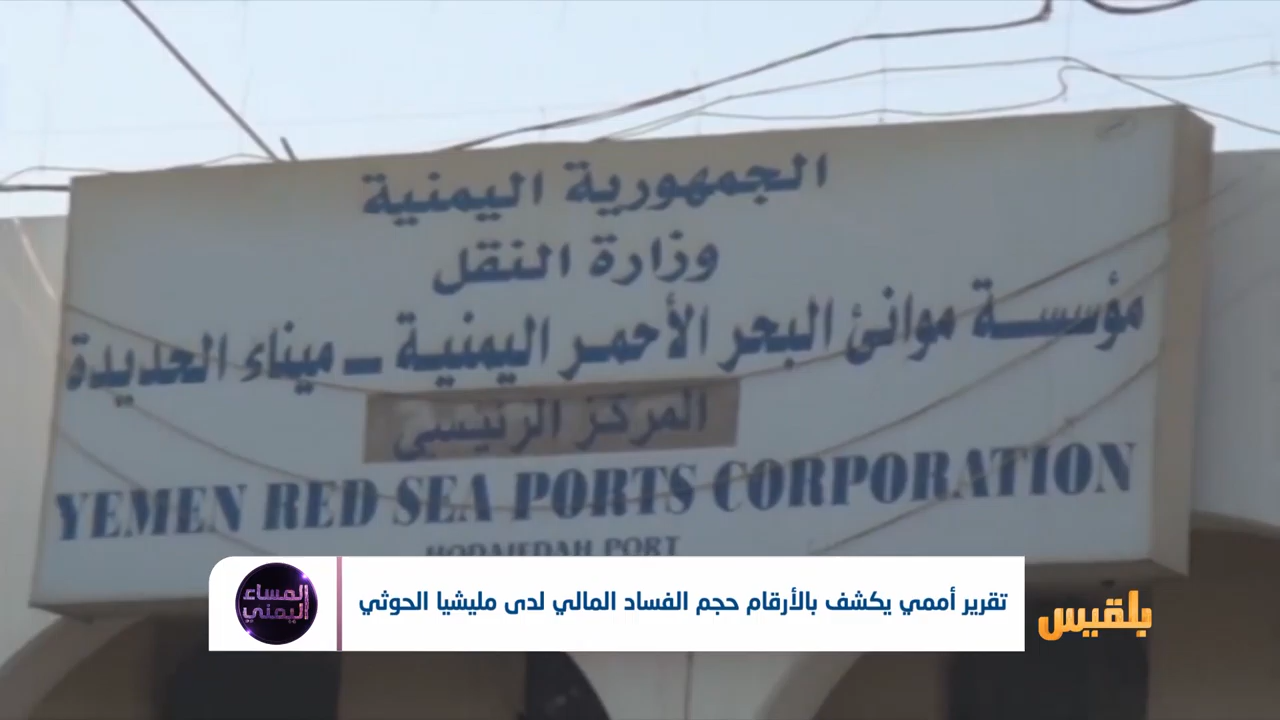 الجمهورية اليمنية
وزارة النقل
مؤسسة موانئ البحر الأحمر اليمنية - ميناء الحديدة
المركز الرئيسي
YEMEN RED SEA PORTS CORPORATION
HODAIEDAH PORT
تقرير أممي يكشف بالأرقام حجم الفساد المالي لدى مليشيا الحوثي
المساء
اليمني
بلقيس